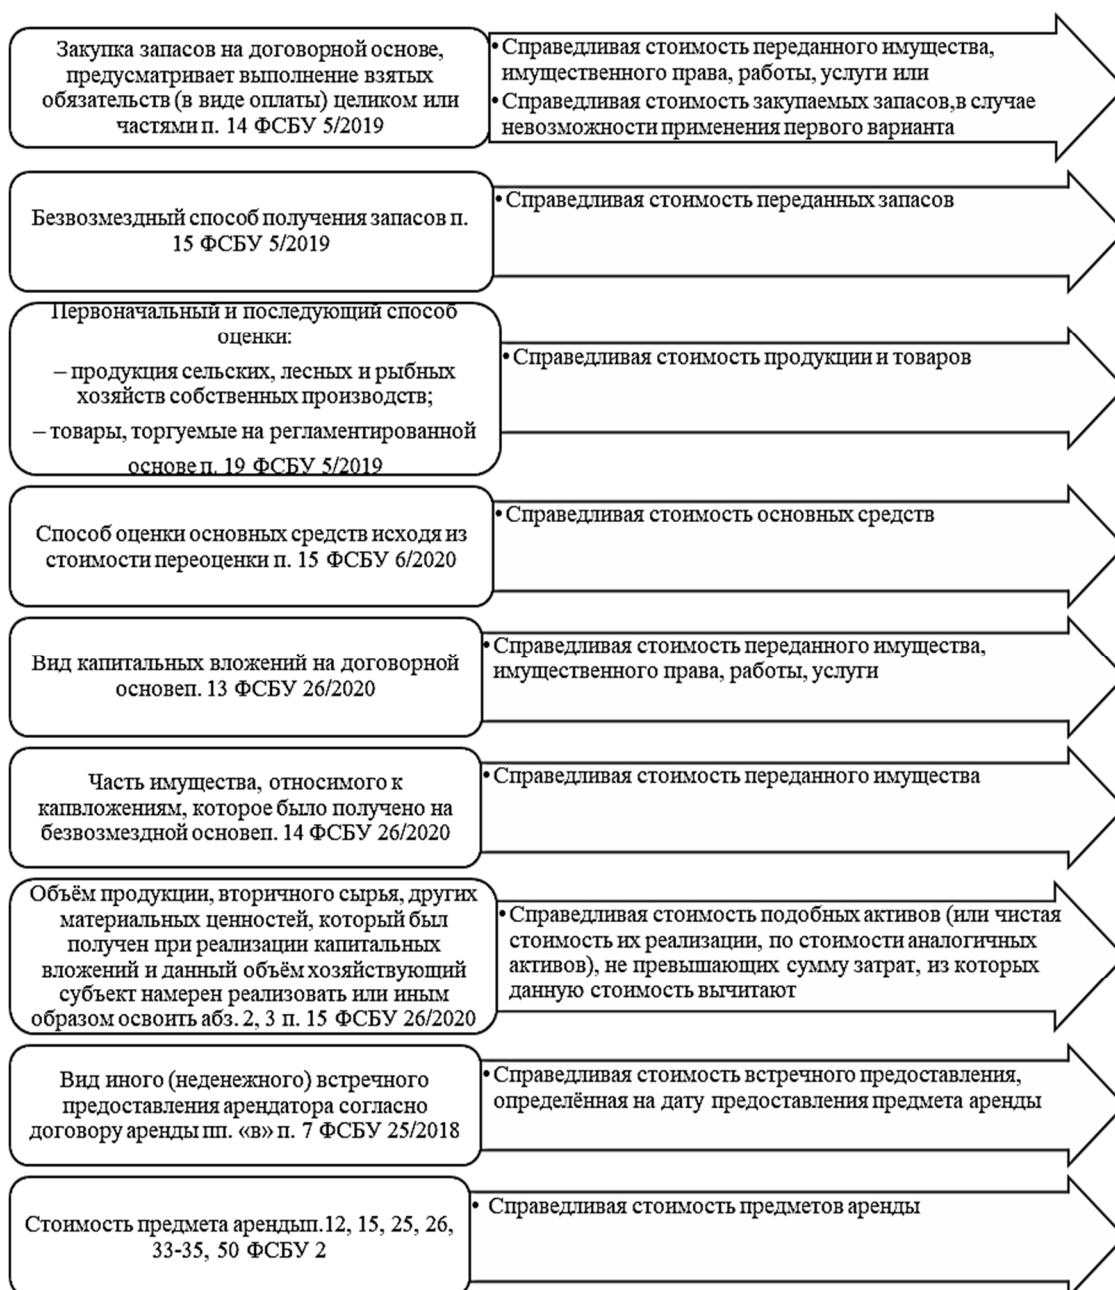 Закупка запасов на договорной основе,
предусматривает выполнение взятых
обязательств (в виде оплаты) целиком или
частями п. 14 ФСБУ 5/2019
• Справедливая стоимость переданного имущества,
имущественного права, работы, услуги или
• Справедливая стоимость закупаемых запасов,в случае
невозможности применения первого варианта
Безвозмездный способ получения запасов п.
15 ФСБУ 5/2019
• Справедливая стоимость переданных запасов
Первоначальный и последующий способ
оценки:
– продукция сельских, лесных и рыбных
хозяйств собственных производств;
– товары, торгуемые на регламентированной
основе п. 19 ФСБУ 5/2019
• Справедливая стоимость продукции и товаров
Способ оценки основных средств исходя из
стоимости переоценки п. 15 ФСБУ 6/2020
• Справедливая стоимость основных средств
Вид капитальных вложений на договорной
основеп. 13 ФСБУ 26/2020
• Справедливая стоимость переданного имущества,
имущественного права, работы, услуги
Часть имущества, относимого к
капвложениям, которое было получено на
безвозмездной основеп. 14 ФСБУ 26/2020
• Справедливая стоимость переданного имущества
Объём продукции, вторичного сырья, других
материальных ценностей, который был
получен при реализации капитальных
вложений и данный объём хозяйствующий
субъект намерен реализовать или иным
образом освоить абз. 2, 3 п. 15 ФСБУ 26/2020
• Справедливая стоимость подобных активов (или чистая
стоимость их реализации, по стоимости аналогичных
активов), не превышающих сумму затрат, из которых
данную стоимость вычитают
Вид иного (неденежного) встречного
предоставления арендатора согласно
договору аренды пп. «в» п. 7 ФСБУ 25/2018
• Справедливая стоимость встречного предоставления,
определённая на дату предоставления предмета аренды
Стоимость предмета арендып.12, 15, 25, 26,
33-35, 50 ФСБУ 2
• Справедливая стоимость предметов аренды